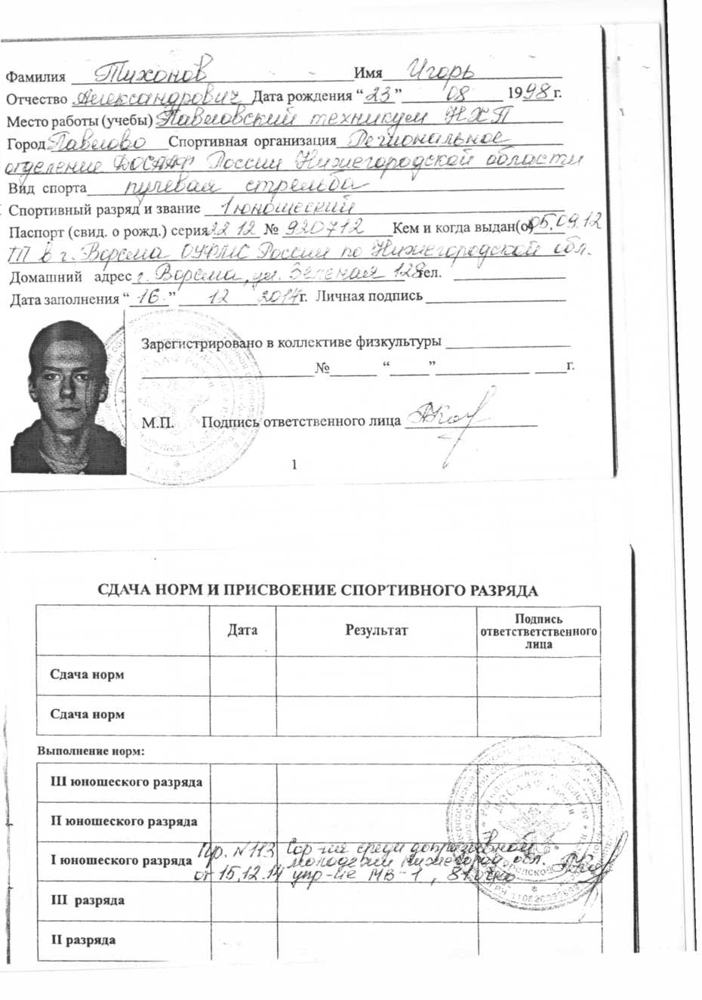 Фамилия Тихонов Имя Игорь
Отчество Александрович Дата рождения “23” 08 1998г.
Место работы (учебы) Павловский техникум НХП
Город Павлово Спортивная организация Региональное
отделение ДОСААФ России Нижегородской области
Вид спорта пулевая стрельба
Спортивный разряд и звание 1 юношеский
Паспорт (свид. о рожд.) серия 22 12 № 920712 Кем и когда выдан(о) 05.09.12
ТП в г. Ворсма ОУФМС России по Нижегородской обл.
Домашний адрес г. Ворсма, ул. Зеленая 128 тел.
Дата заполнения “16.” 12 2014г. Личная подпись
Зарегистрировано в коллективе физкультуры
№ “ ” г.
М.П. Подпись ответственного лица
1
СДАЧА НОРМ И ПРИСВОЕНИЕ СПОРТИВНОГО РАЗРЯДА
Дата Результат Подпись
ответстветственного
лица
Сдача норм
Сдача норм
Выполнение норм:
III юношеского разряда
II юношеского разряда
I юношеского разряда Пр. N113 Сор-ия среди допризывной
молодежи Нижегород. обл.
от 15.12.14 упр-ие МВ-1, 81 очко
III разряда
II разряда